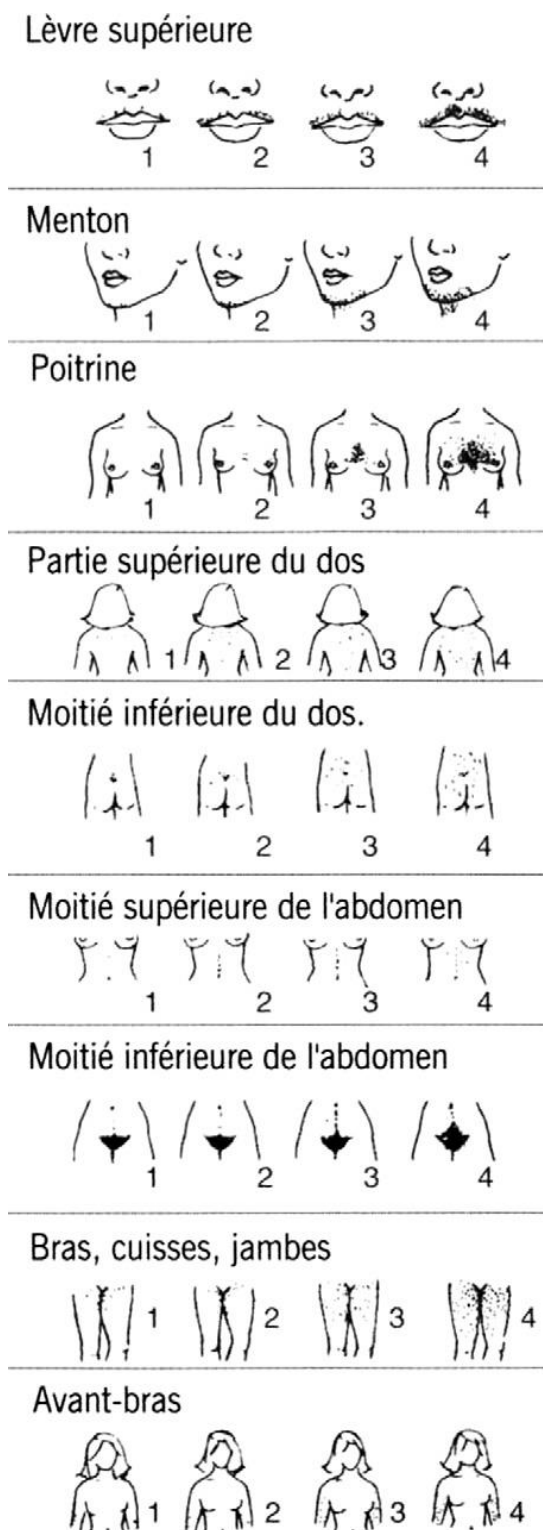 Lèvre supérieure
1 2 3 4
Menton
1 2 3 4
Poitrine
1 2 3 4
Partie supérieure du dos
1 2 3 4
Moitié inférieure du dos.
1 2 3 4
Moitié supérieure de l'abdomen
1 2 3 4
Moitié inférieure de l'abdomen
1 2 3 4
Bras, cuisses, jambes
1 2 3 4
Avant-bras
1 2 3 4